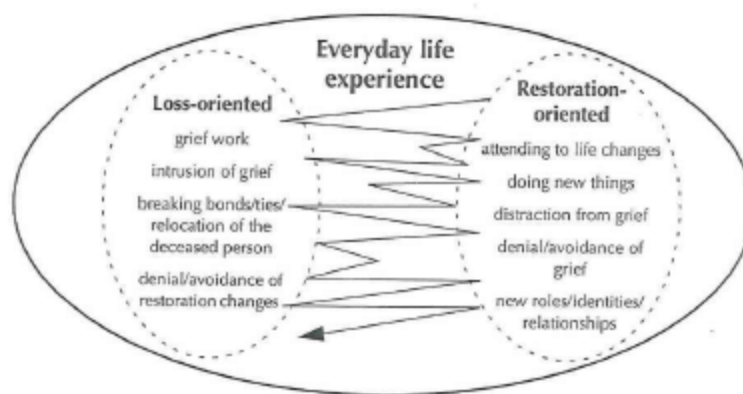 Everyday life
experience
Loss-oriented
grief work
intrusion of grief
breaking bonds/ties/
relocation of the
deceased person
denial/avoidance of
restoration changes
Restoration-
oriented
attending to life changes
doing new things
distraction from grief
denial/avoidance of
grief
new roles/identities/
relationships